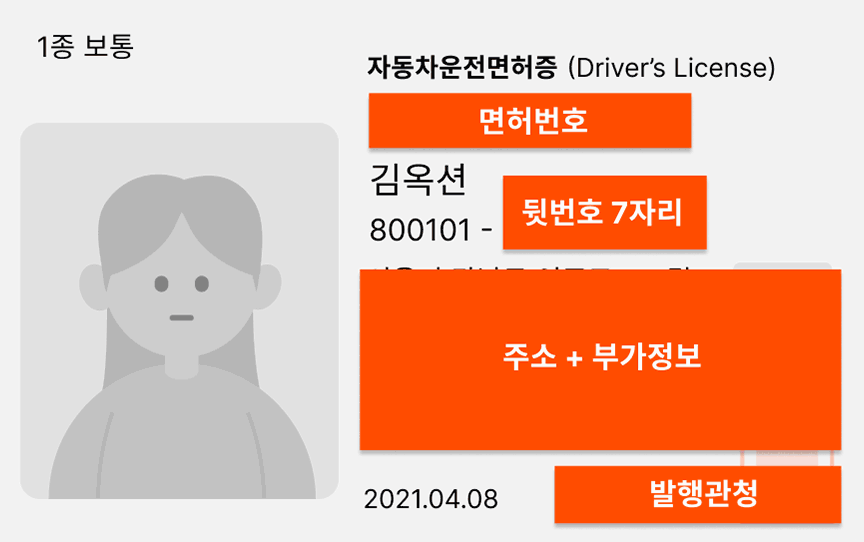 1종 보통
자동차운전면허증 (Driver's License)
면허번호
김옥션
800101 -
뒷번호 7자리
주소 + 부가정보
2021.04.08
발행관청